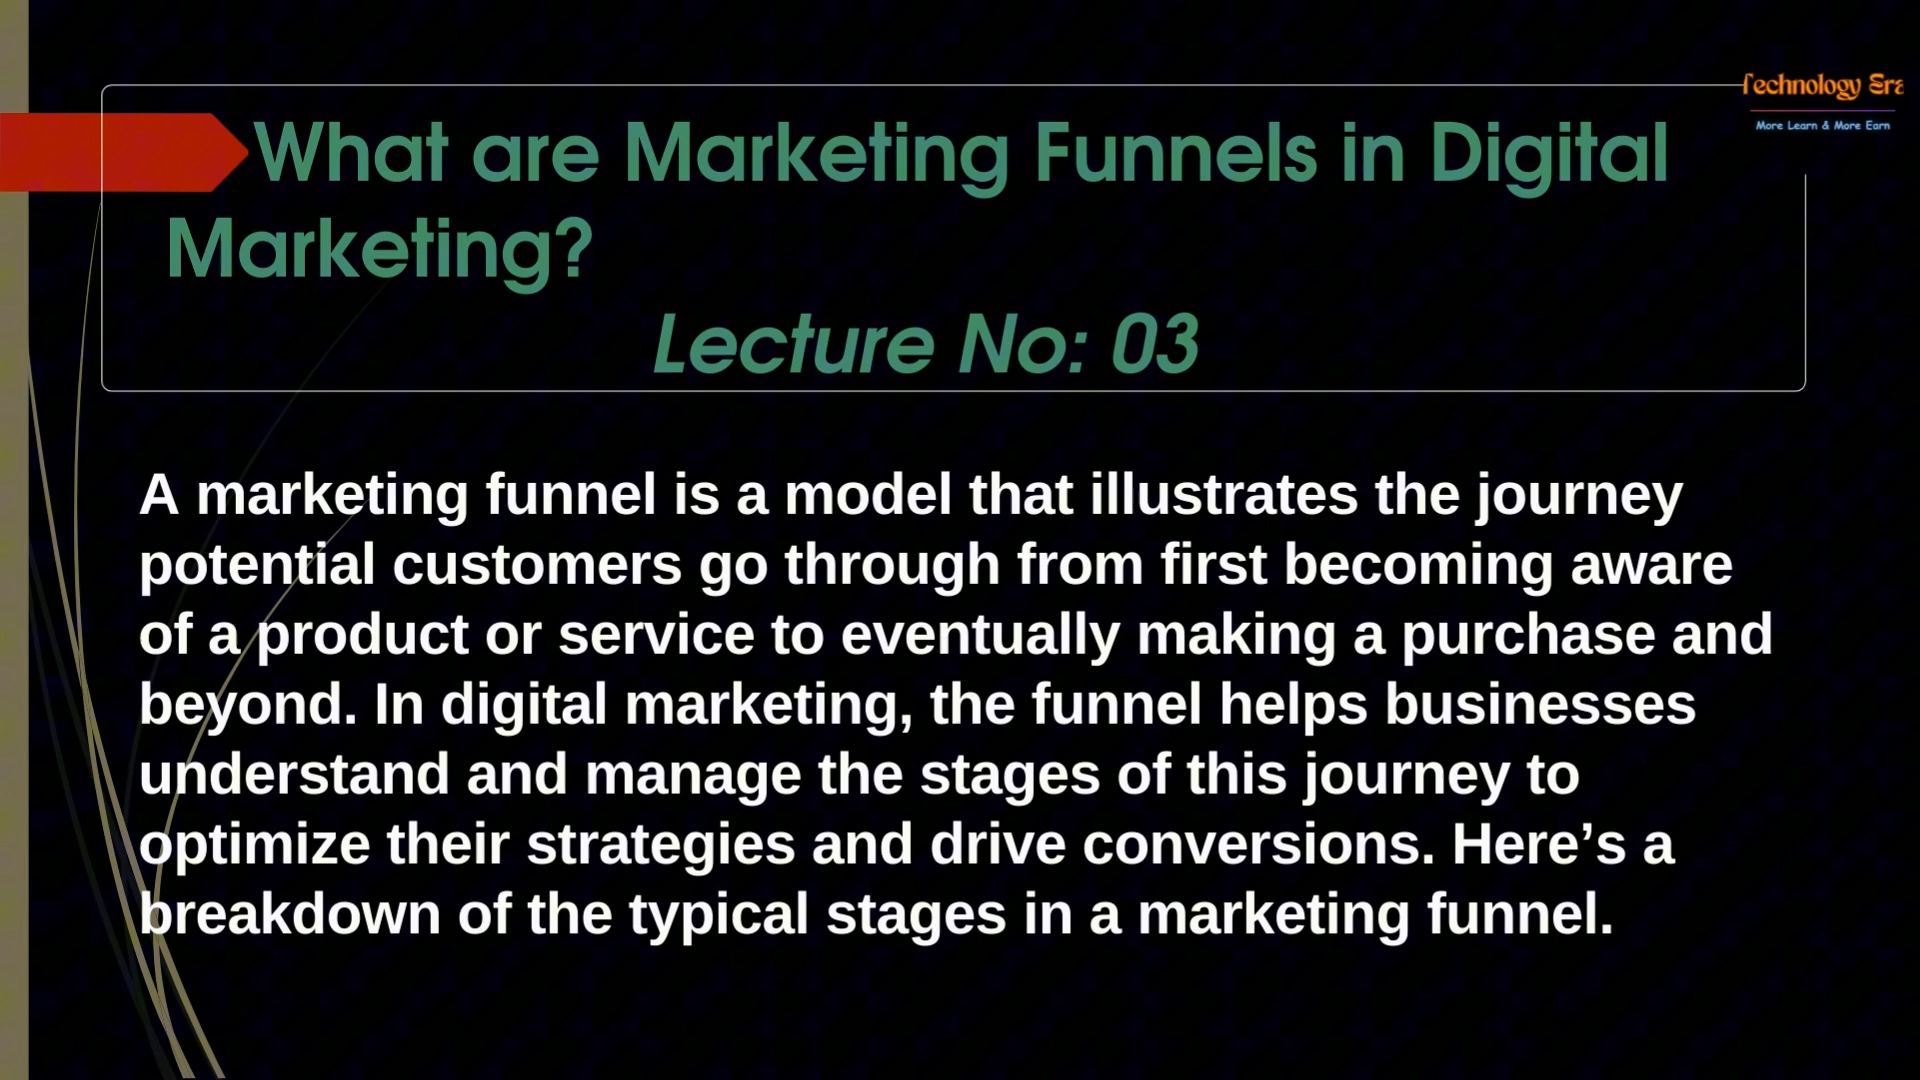 Technology Era
More Learn & More Earn
What are Marketing Funnels in Digital
Marketing?
Lecture No: 03
A marketing funnel is a model that illustrates the journey
potential customers go through from first becoming aware
of a product or service to eventually making a purchase and
beyond. In digital marketing, the funnel helps businesses
understand and manage the stages of this journey to
optimize their strategies and drive conversions. Here’s a
breakdown of the typical stages in a marketing funnel.